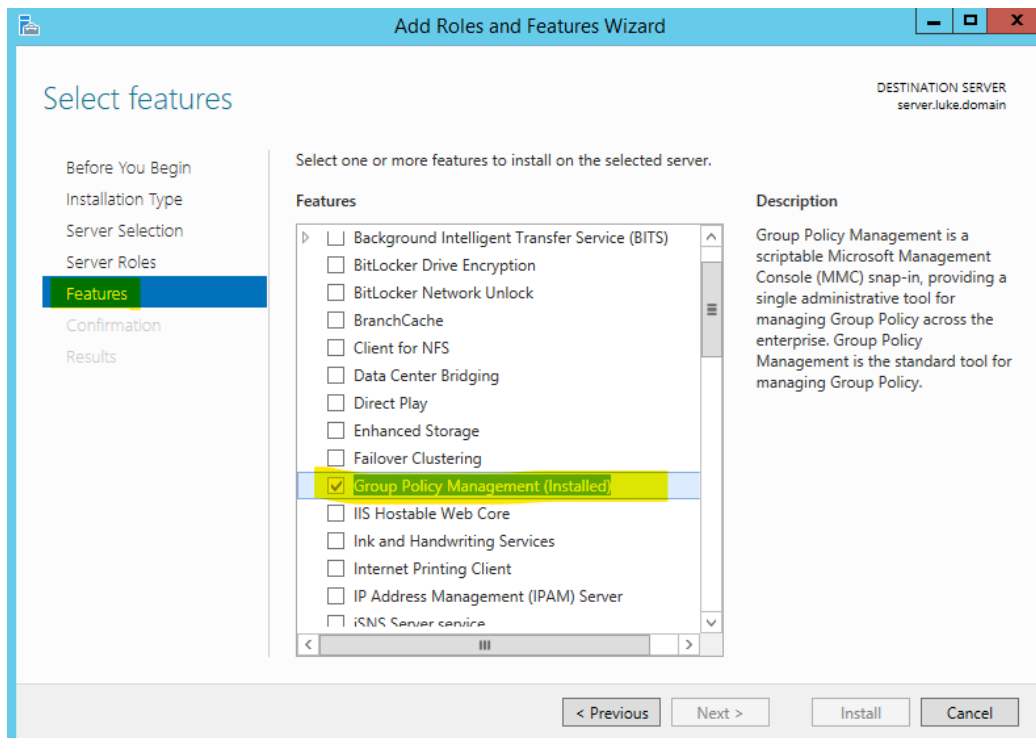 Add Roles and Features Wizard
Select features
DESTINATION SERVER
server.luke.domain
Before You Begin
Installation Type
Server Selection
Server Roles
Features
Confirmation
Results
Select one or more features to install on the selected server.
Features
Background Intelligent Transfer Service (BITS)
BitLocker Drive Encryption
BitLocker Network Unlock
BranchCache
Client for NFS
Data Center Bridging
Direct Play
Enhanced Storage
Failover Clustering
Group Policy Management (Installed)
IIS Hostable Web Core
Ink and Handwriting Services
Internet Printing Client
IP Address Management (IPAM) Server
iSNS Server service
Description
Group Policy Management is a
scriptable Microsoft Management
Console (MMC) snap-in, providing a
single administrative tool for
managing Group Policy across the
enterprise. Group Policy
Management is the standard tool for
managing Group Policy.
< Previous
Next >
Install
Cancel